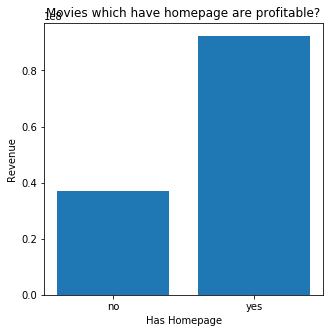 Movies which have homepage are profitable?
1e8
0.8
0.6
0.4
0.2
0.0
Revenue
no yes
Has Homepage